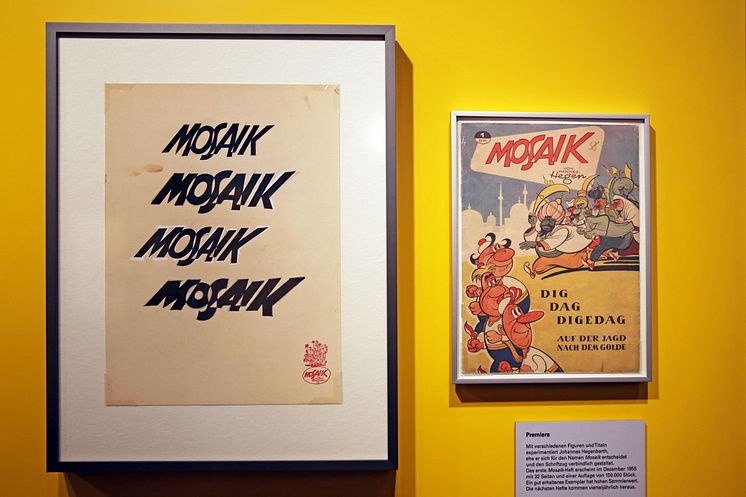 MOSAIK
MOSAIK
MOSAIK
MOSAIK
MOSAIK
1
MOSAIK
VON
HANNES
Hegen
DIG
DAG
DIGEDAG
AUF DER JAGD
NACH DEM GOLDE
Premiere
Mit verschiedenen Figuren und Titeln
experimentiert Johannes Hegenbarth,
ehe er sich für den Namen Mosaik entscheidet
und den Schriftzug verbindlich gestaltet.
Das erste Mosaik-Heft erscheint im Dezember 1955
mit 32 Seiten und einer Auflage von 100.000 Stück.
Ein gut erhaltenes Exemplar hat hohen Sammlerwert.
Die nächsten Hefte kommen vierteljährlich heraus.